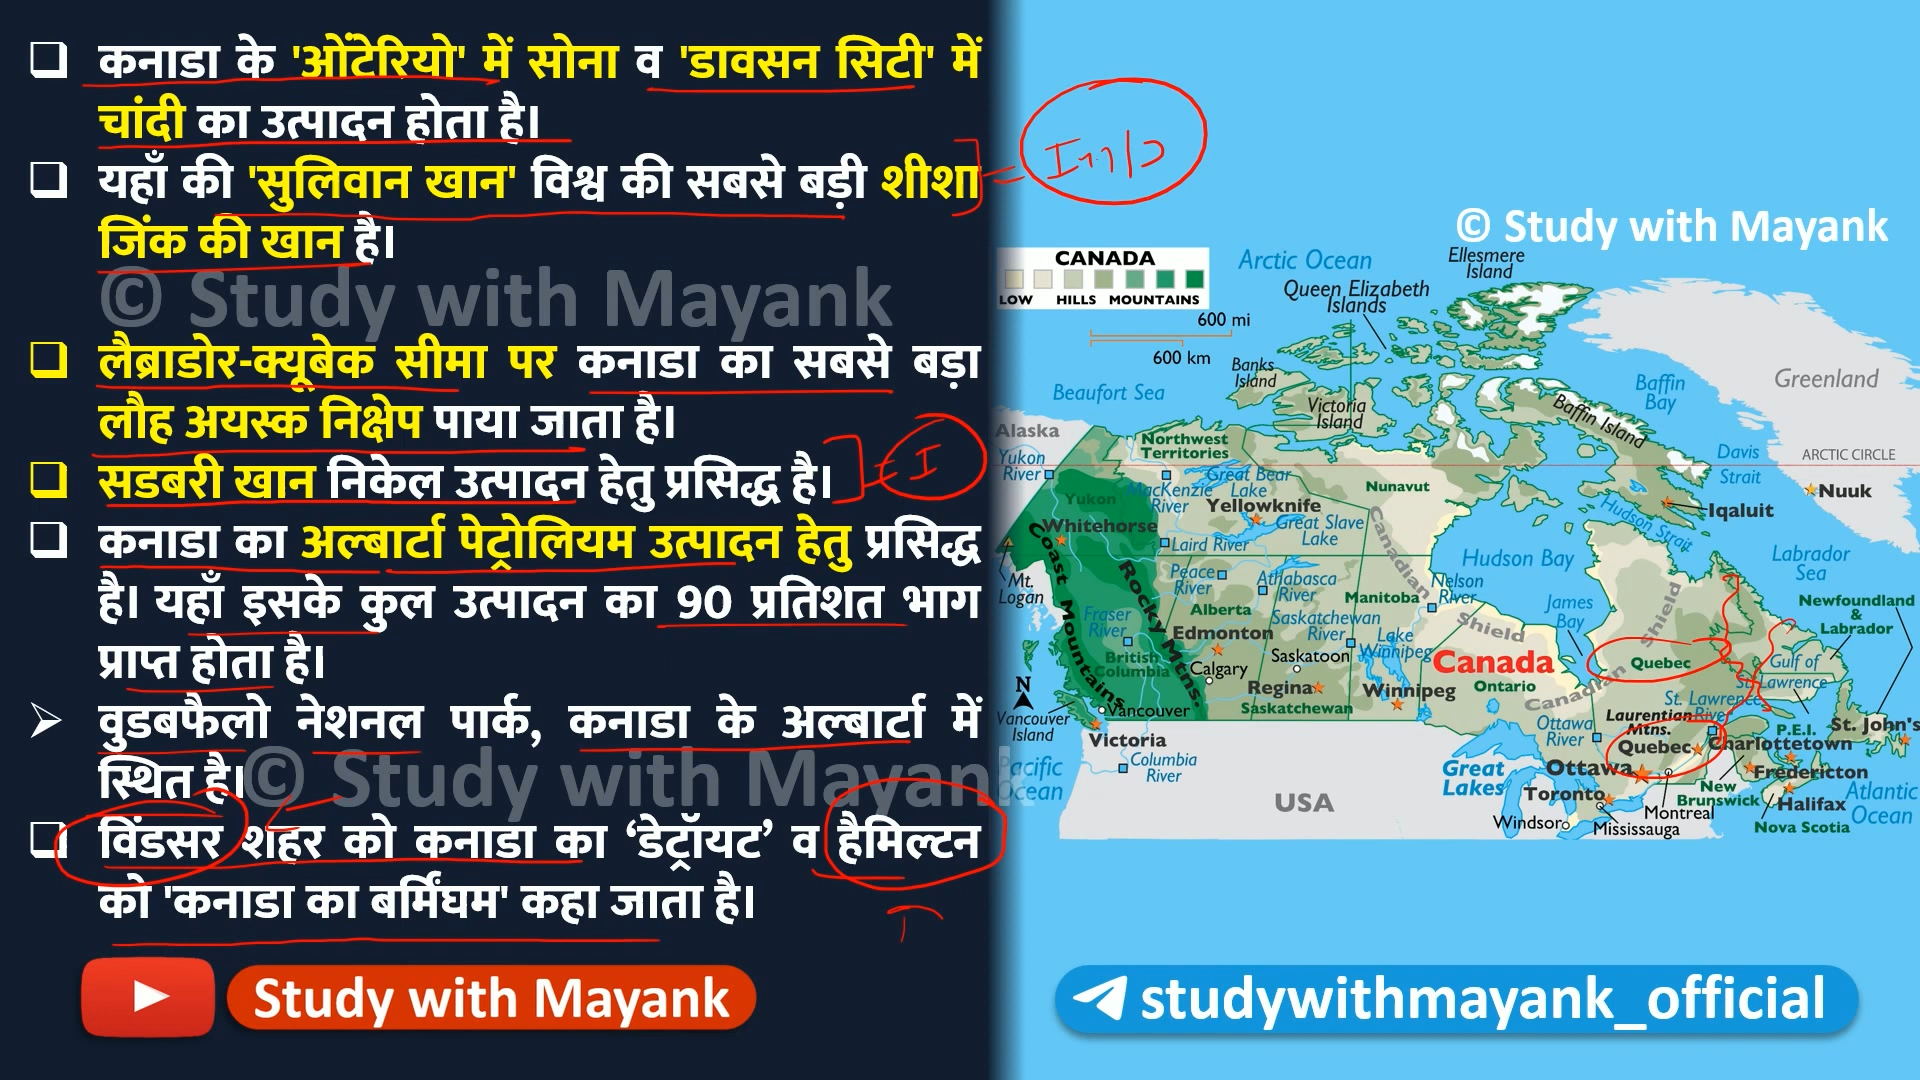 कनाडा के 'ओंटेरियो' में सोना व 'डावसन सिटी' में
चांदी का उत्पादन होता है।
यहाँ की 'सुलिवान खान' विश्व की सबसे बड़ी शीशा
जिंक की खान है।
© Study with Mayank
लैब्राडोर-क्यूबेक सीमा पर कनाडा का सबसे बड़ा
लौह अयस्क निक्षेप पाया जाता है।
सडबरी खान निकेल उत्पादन हेतु प्रसिद्ध है।
कनाडा का अल्बार्टा पेट्रोलियम उत्पादन हेतु प्रसिद्ध
है। यहाँ इसके कुल उत्पादन का 90 प्रतिशत भाग
प्राप्त होता है।
वुडबफैलो नेशनल पार्क, कनाडा के अल्बार्टा में
स्थित है।
© Study with Mayank
विंडसर शहर को कनाडा का ‘डेट्रॉयट’ व हैमिल्टन
को 'कनाडा का बर्मिंघम' कहा जाता है।
Study with Mayank
I
© Study with Mayank
CANADA
LOW HILLS MOUNTAINS
600 mi
600 km
Arctic Ocean
Ellesmere
Island
Queen Elizabeth
Islands
Banks
Island
Beaufort Sea
Victoria
Island
Baffin
Bay
Baffin Island
Greenland
Alaska
Yukon
River
Northwest
Territories
Davis
Strait
ARCTIC CIRCLE
MacKenzie
River
Great Bear
Lake
Nunavut
Nuuk
Yukon
Yellowknife
Iqaluit
Whitehorse
Great Slave
Lake
Hudson Strait
Laird River
Canadian
Shield
Hudson Bay
Labrador
Sea
Mt.
Logan
Coast Mountains
Rocky Mtns.
Peace
River
Athabasca
River
Nelson
River
Alberta
Manitoba
James
Bay
Newfoundland
&
Labrador
Fraser
River
Edmonton
Saskatchewan
River
Lake
Winnipeg
Canadian
Shield
British
Columbia
Calgary
Saskatoon
Canada
Quebec
Gulf of
St. Lawrence
N
Regina
Winnipeg
Ontario
St. Lawrence
River
Saskatchewan
Vancouver
Vancouver
Island
Laurentian
Mtns.
Ottawa
River
P.E.I.
St. John's
Victoria
Quebec
Charlottetown
Columbia
River
Pacific
Ocean
Great
Lakes
Ottawa
Fredericton
New
Brunswick
Toronto
Halifax
Atlantic
Ocean
USA
Montreal
Windsor
Mississauga
Nova Scotia
studywithmayank_official